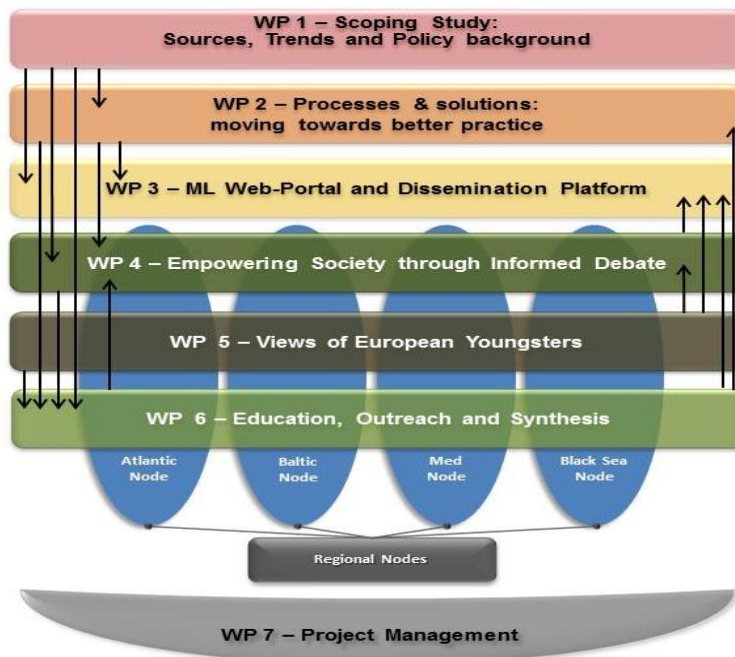 WP 1 – Scoping Study:
Sources, Trends and Policy background
WP 2 – Processes & solutions:
moving towards better practice
WP 3 – ML Web-Portal and Dissemination Platform
WP 4 – Empowering Society through Informed Debate
WP 5 – Views of European Youngsters
WP 6 – Education, Outreach and Synthesis
Atlantic
Node
Baltic
Node
Med
Node
Black Sea
Node
Regional Nodes
WP 7 – Project Management